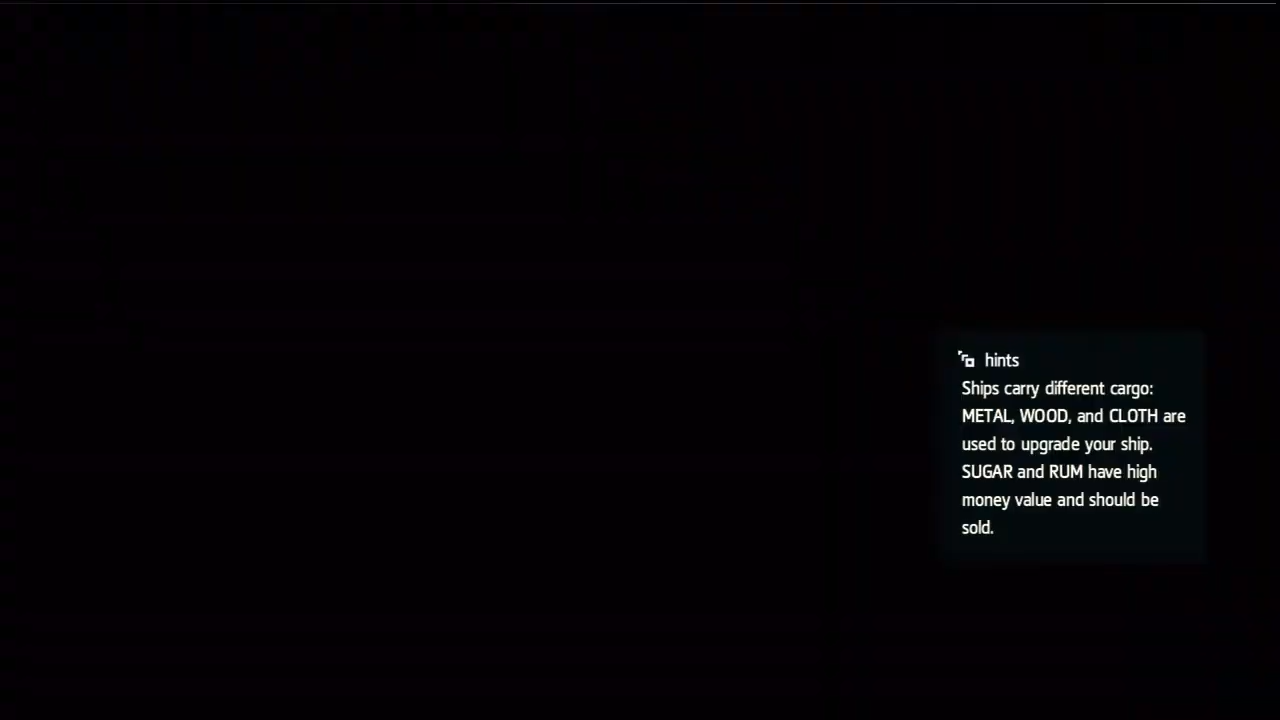 hints
Ships carry different cargo:
METAL, WOOD, and CLOTH are
used to upgrade your ship.
SUGAR and RUM have high
money value and should be
sold.